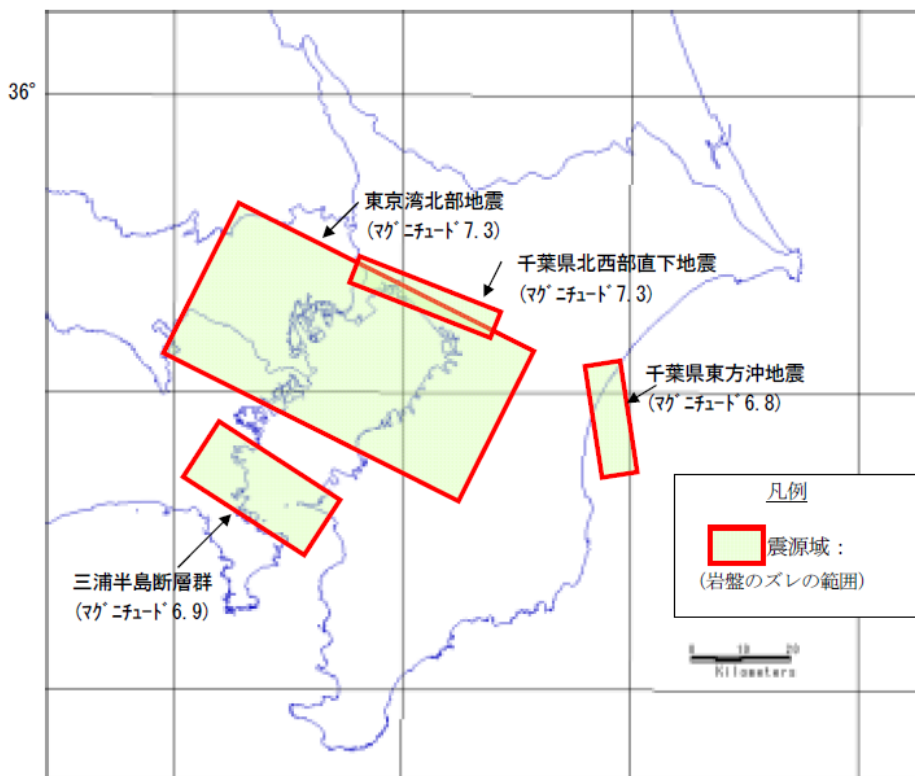 36°
東京湾北部地震
(ﾏｸﾞﾆﾁｭｰﾄﾞ7.3)
千葉県北西部直下地震
(ﾏｸﾞﾆﾁｭｰﾄﾞ7.3)
千葉県東方沖地震
(ﾏｸﾞﾆﾁｭｰﾄﾞ6.8)
三浦半島断層群
(ﾏｸﾞﾆﾁｭｰﾄﾞ6.9)
凡例
震源域：
(岩盤のズレの範囲)
0 10 20
Kilometers